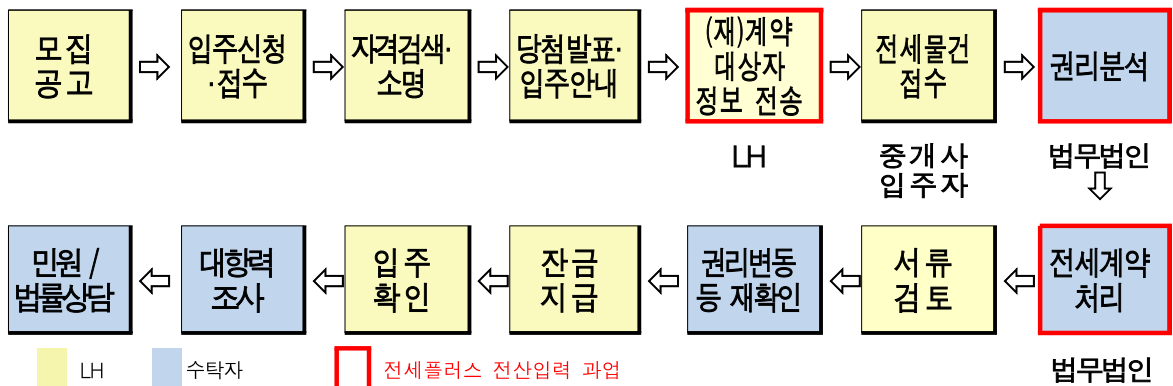 모집
공고
입주신청
·접수
자격검색·
소명
당첨발표·
입주안내
(재)계약
대상자
정보 전송
전세물건
접수
권리분석
LH
중개사
입주자
법무법인
민원 /
법률상담
대항력
조사
입주
확인
잔금
지급
권리변동
등 재확인
서류
검토
전세계약
처리
법무법인
LH
수탁자
전세플러스 전산입력 과업